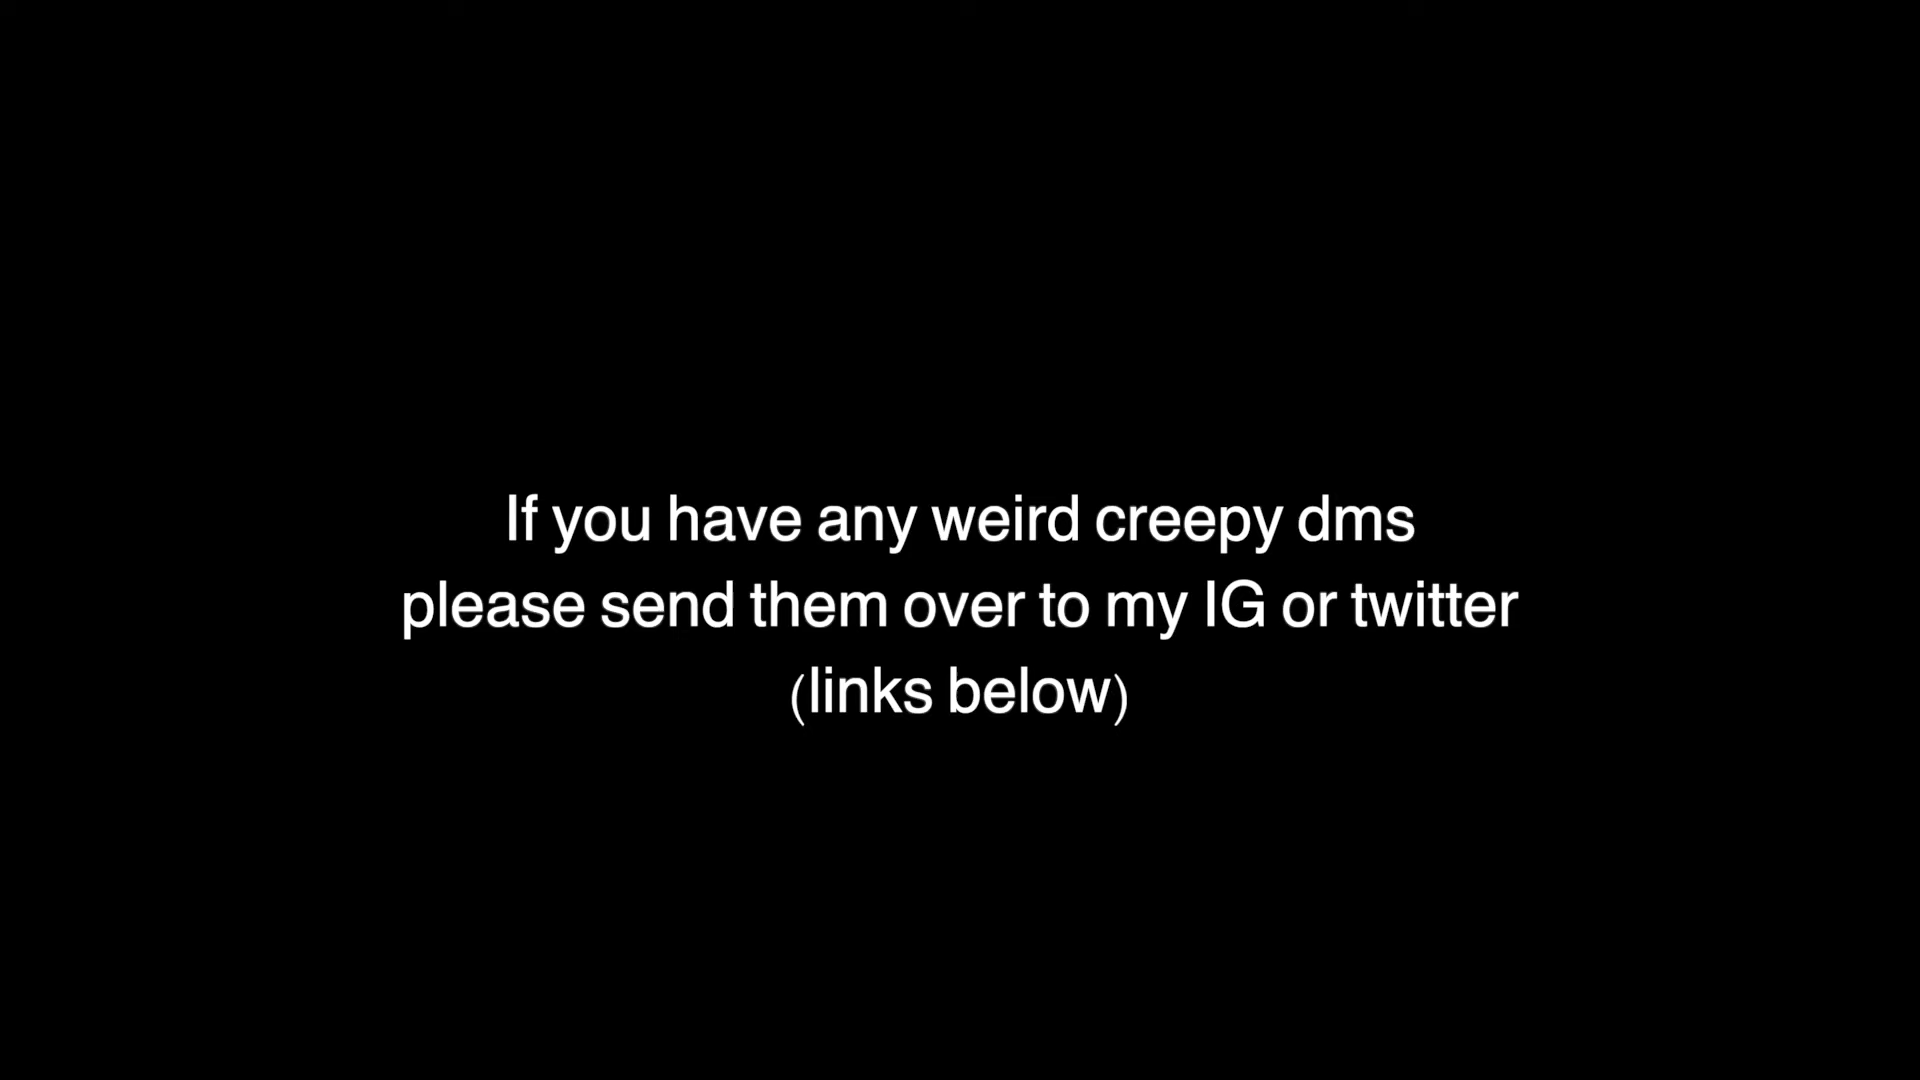 If you have any weird creepy dms
please send them over to my IG or twitter
(links below)